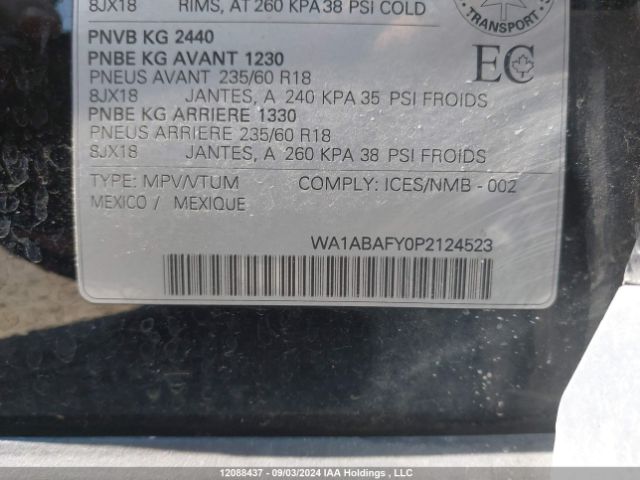 8JX18 RIMS, AT 260 KPA 38 PSI COLD
TRANSPORT
PNVB KG 2440
PNBE KG AVANT 1230
PNEUS AVANT 235/60 R18
8JX18 JANTES, A 240 KPA 35 PSI FROIDS
EC
PNBE KG ARRIERE 1330
PNEUS ARRIERE 235/60 R18
8JX18 JANTES, A 260 KPA 38 PSI FROIDS
TYPE: MPV/VTUM COMPLY: ICES/NMB - 002
MEXICO / MEXIQUE
WA1ABAFY0P2124523
12088437 - 09/03/2024 IAA Holdings , LLC